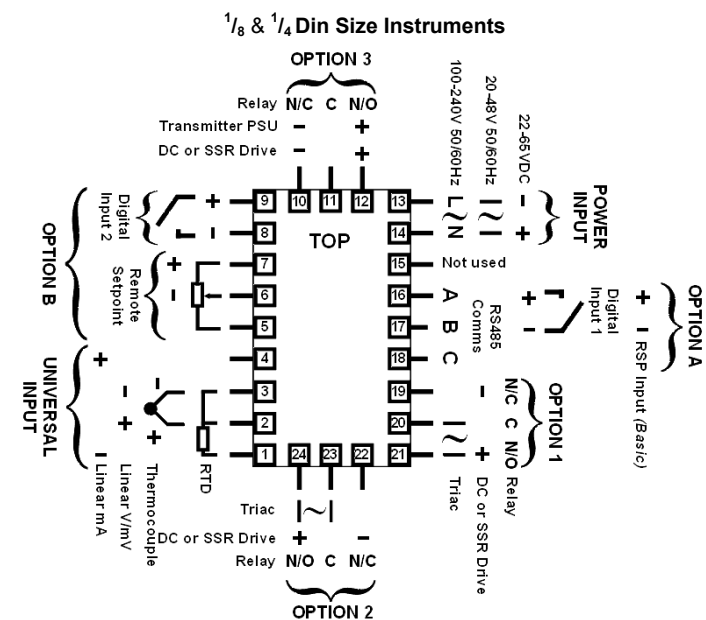 1/8 & 1/4 Din Size Instruments
OPTION 3
Relay N/C C N/O
Transmitter PSU − +
DC or SSR Drive − +
100-240V 50/60Hz
20-48V 50/60Hz
22-65VDC
POWER
INPUT
OPTION B
Digital
Input 2
+
−
Remote
Setpoint
+
−
9
8
7
6
5
4
3
2
1
10 11 12
TOP
13 L ~ − 
14 N ~ +
15 Not used
16 A
17 B
18 C
RS485
Comms
+
−
Digital
Input 1
+
−
RSP Input (Basic)
OPTION A
19 − N/C
20 C
21 ~ + N/O
Triac
DC or SSR Drive
Relay
OPTION 1
UNIVERSAL
INPUT
+
− Linear mA
−
+
Linear V/mV
−
+
Thermocouple
RTD
24 23 22
Triac ~
DC or SSR Drive + −
Relay N/O C N/C
OPTION 2